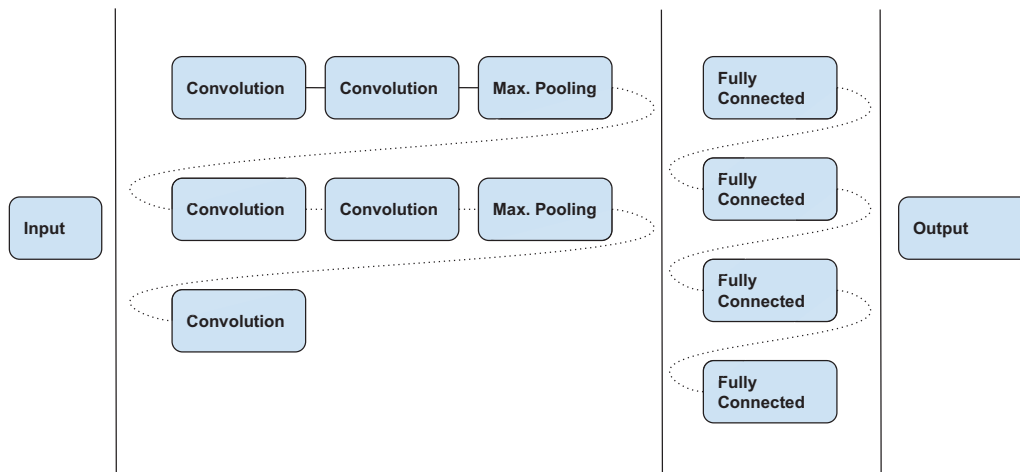 Input
Convolution
Convolution
Max. Pooling
Convolution
Convolution
Max. Pooling
Convolution
Fully
Connected
Fully
Connected
Fully
Connected
Fully
Connected
Output